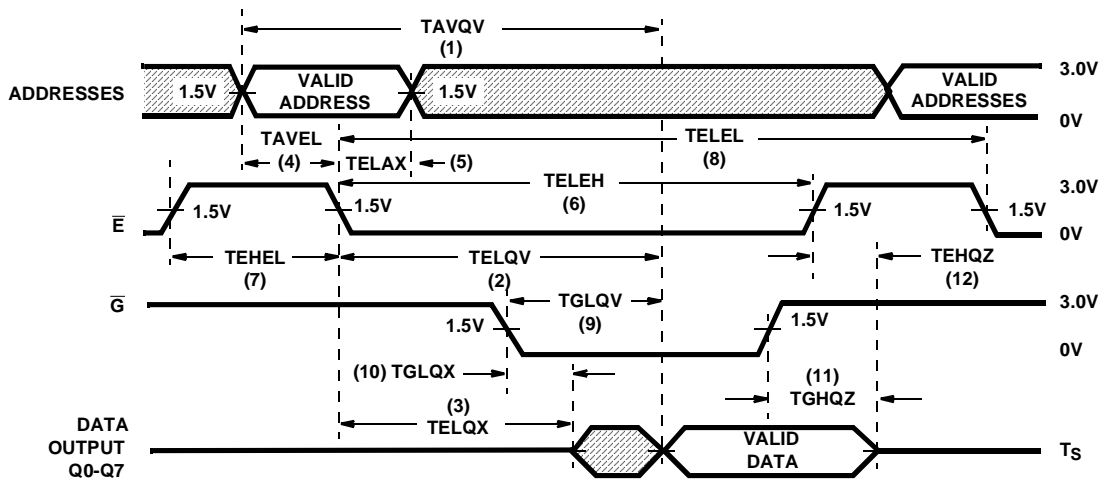 TAVQV
(1)
ADDRESSES
1.5V
VALID
ADDRESS
1.5V
VALID
ADDRESSES
3.0V
0V
TAVEL
(4)
TELAX
(5)
TELEL
(8)
E
1.5V
1.5V
TELEH
(6)
1.5V
1.5V
3.0V
0V
TEHEL
(7)
TELQV
(2)
TEHQZ
(12)
G
1.5V
TGLQV
(9)
1.5V
3.0V
0V
(10) TGLQX
(11)
TGHQZ
(3)
TELQX
DATA
OUTPUT
Q0-Q7
VALID
DATA
TS